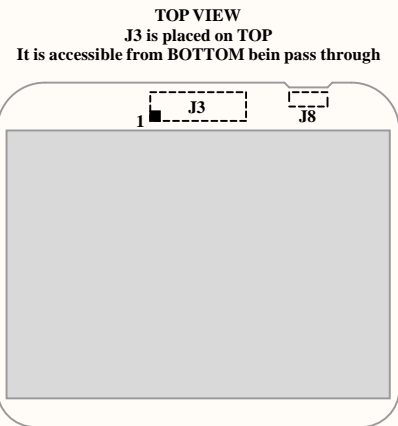 TOP VIEW
J3 is placed on TOP
It is accessible from BOTTOM bein pass through
J3
1
J8